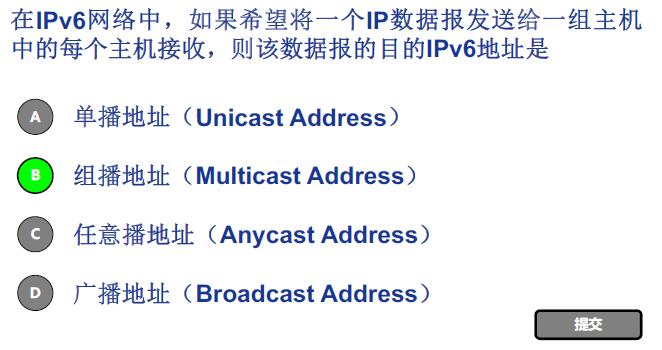 在IPv6网络中，如果希望将一个IP数据报发送给一组主机
中的每个主机接收，则该数据报的目的IPv6地址是
A 单播地址（Unicast Address）
B 组播地址（Multicast Address）
C 任意播地址（Anycast Address）
D 广播地址（Broadcast Address）
提交